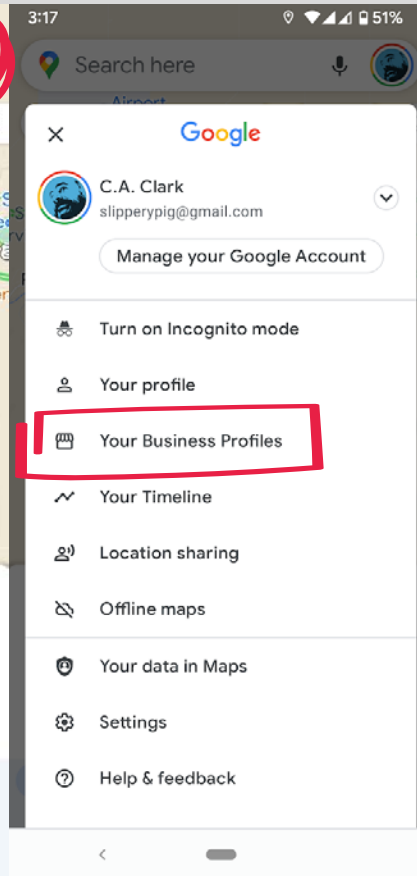 3:17 51%
Search here
Airport
Google
C.A. Clark
slipperypig@gmail.com
Manage your Google Account
Turn on Incognito mode
Your profile
Your Business Profiles
Your Timeline
Location sharing
Offline maps
Your data in Maps
Settings
Help & feedback